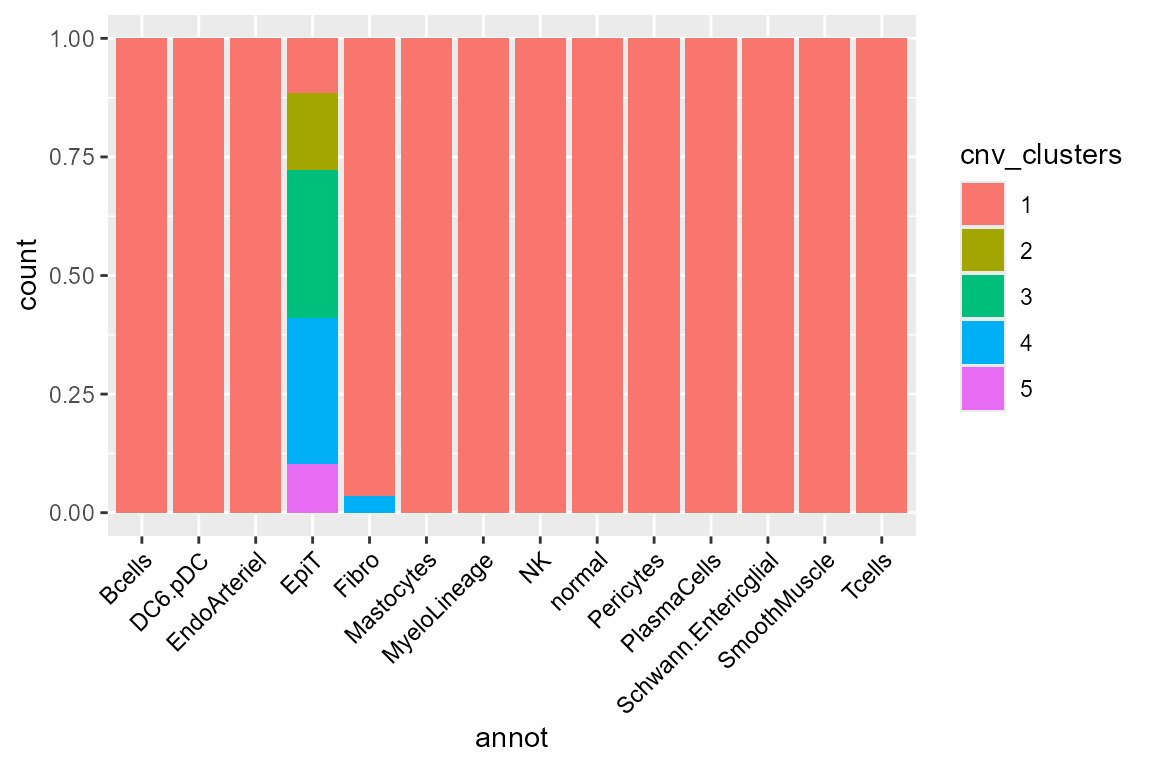 1.00
0.75
0.50
0.25
0.00
count
Bcells
DC6.pDC
EndoArteriel
EpiT
Fibro
Mastocytes
MyeloLineage
NK
normal
Pericytes
PlasmaCells
Schwann.Entericglial
SmoothMuscle
Tcells
annot
cnv_clusters
1
2
3
4
5